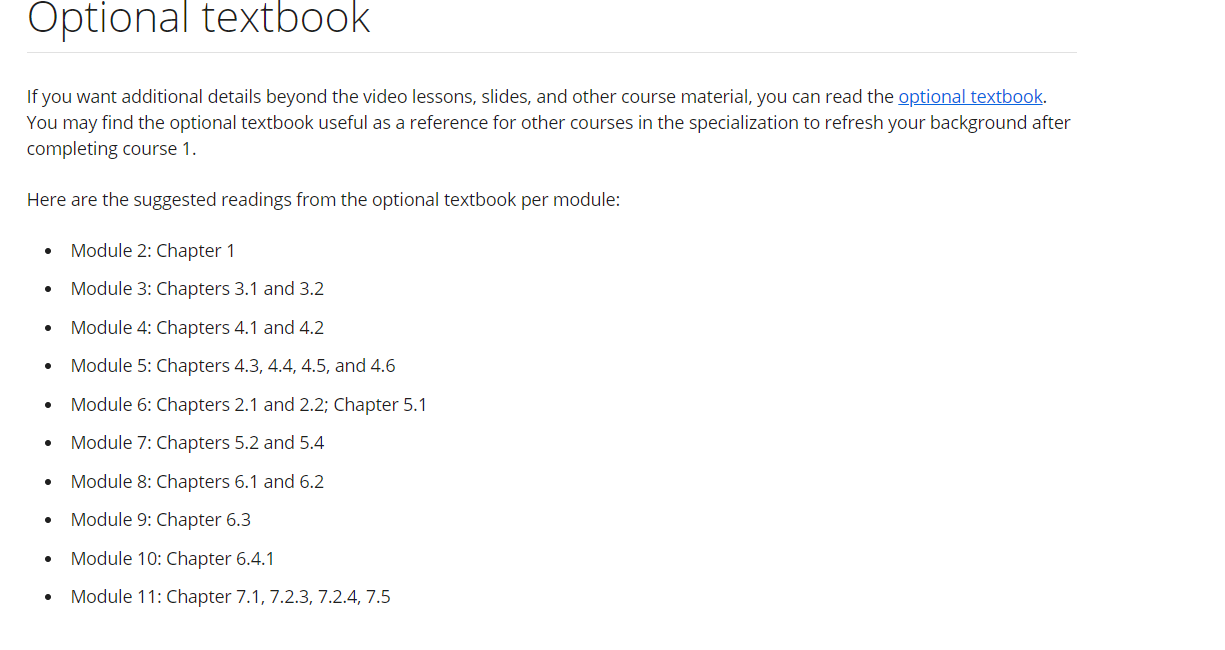 Optional textbook
If you want additional details beyond the video lessons, slides, and other course material, you can read the optional textbook.
You may find the optional textbook useful as a reference for other courses in the specialization to refresh your background after
completing course 1.
Here are the suggested readings from the optional textbook per module:
• Module 2: Chapter 1
• Module 3: Chapters 3.1 and 3.2
• Module 4: Chapters 4.1 and 4.2
• Module 5: Chapters 4.3, 4.4, 4.5, and 4.6
• Module 6: Chapters 2.1 and 2.2; Chapter 5.1
• Module 7: Chapters 5.2 and 5.4
• Module 8: Chapters 6.1 and 6.2
• Module 9: Chapter 6.3
• Module 10: Chapter 6.4.1
• Module 11: Chapter 7.1, 7.2.3, 7.2.4, 7.5